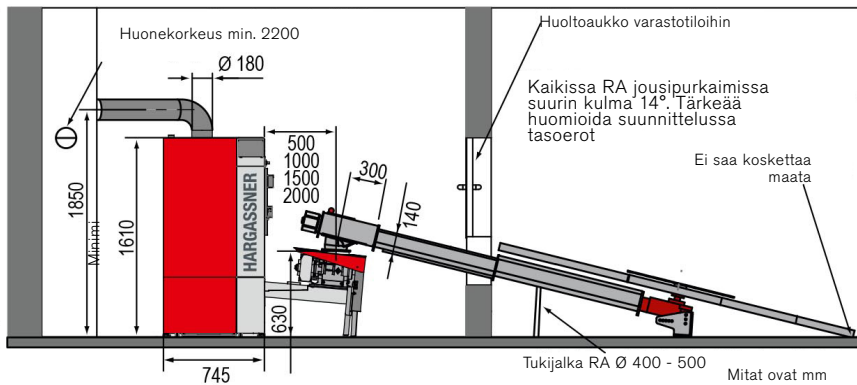 Huonekorkeus min. 2200
Huoltoaukko varastotiloihin
Ø 180
Kaikissa RA jousipurkaimissa
suurin kulma 14°. Tärkeää
huomioida suunnittelussa
tasoerot
Ei saa koskettaa
maata
500
1000
1500
2000
300
140
1850
Minimi
1610
HARGASSNER
630
745
Tukijalka RA Ø 400 - 500
Mitat ovat mm